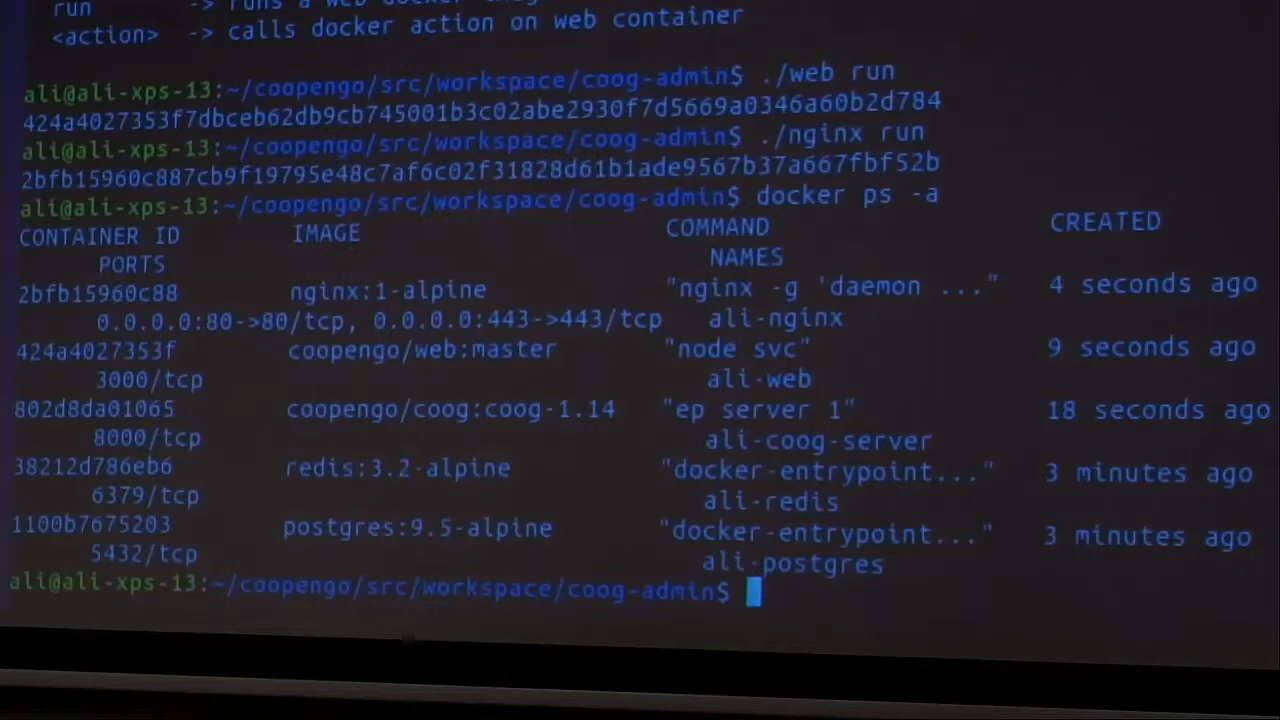 run -> runs a web docker
<action> -> calls docker action on web container
ali@ali-xps-13:~/coopengo/src/workspace/coog-admin$ ./web run
424a4027353f7dbceb62db9cb745001b3c02abe2930f7d5669a0346a60b2d784
ali@ali-xps-13:~/coopengo/src/workspace/coog-admin$ ./nginx run
2bfb15960c887cb9f19795e48c7af6c02f31828d61b1ade9567b37a667fbf52b
ali@ali-xps-13:~/coopengo/src/workspace/coog-admin$ docker ps -a
CONTAINER ID IMAGE COMMAND CREATED
PORTS NAMES
2bfb15960c88 nginx:1-alpine "nginx -g 'daemon ..." 4 seconds ago
0.0.0.0:80->80/tcp, 0.0.0.0:443->443/tcp ali-nginx
424a4027353f coopengo/web:master "node svc" 9 seconds ago
3000/tcp ali-web
802d8da01065 coopengo/coog:coog-1.14 "ep server 1" 18 seconds ago
8000/tcp ali-coog-server
38212d786eb6 redis:3.2-alpine "docker-entrypoint..." 3 minutes ago
6379/tcp ali-redis
1100b7675203 postgres:9.5-alpine "docker-entrypoint..." 3 minutes ago
5432/tcp ali-postgres
ali@ali-xps-13:~/coopengo/src/workspace/coog-admin$